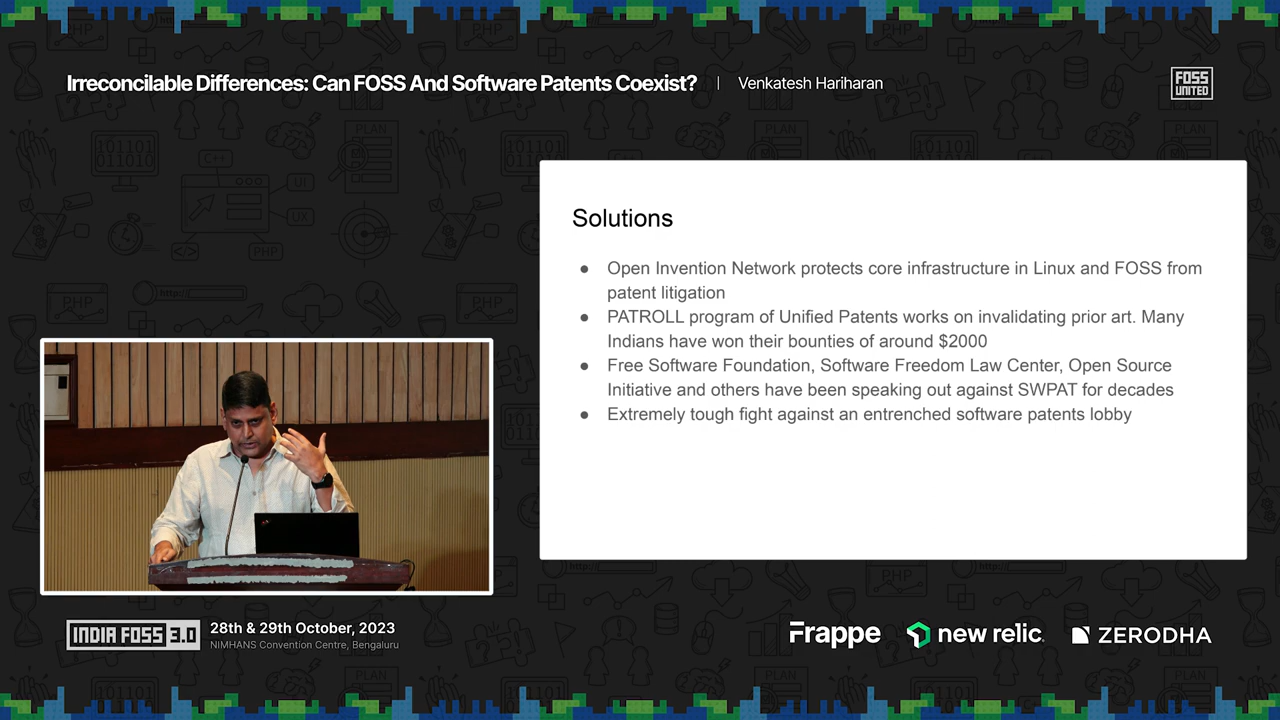 Irreconcilable Differences: Can FOSS And Software Patents Coexist? | Venkatesh Hariharan
FOSS
UNITED
Solutions
● Open Invention Network protects core infrastructure in Linux and FOSS from
patent litigation
● PATROLL program of Unified Patents works on invalidating prior art. Many
Indians have won their bounties of around $2000
● Free Software Foundation, Software Freedom Law Center, Open Source
Initiative and others have been speaking out against SWPAT for decades
● Extremely tough fight against an entrenched software patents lobby
INDIA FOSS 3.0
28th & 29th October, 2023
NIMHANS Convention Centre, Bengaluru
Frappe
new relic
ZERODHA